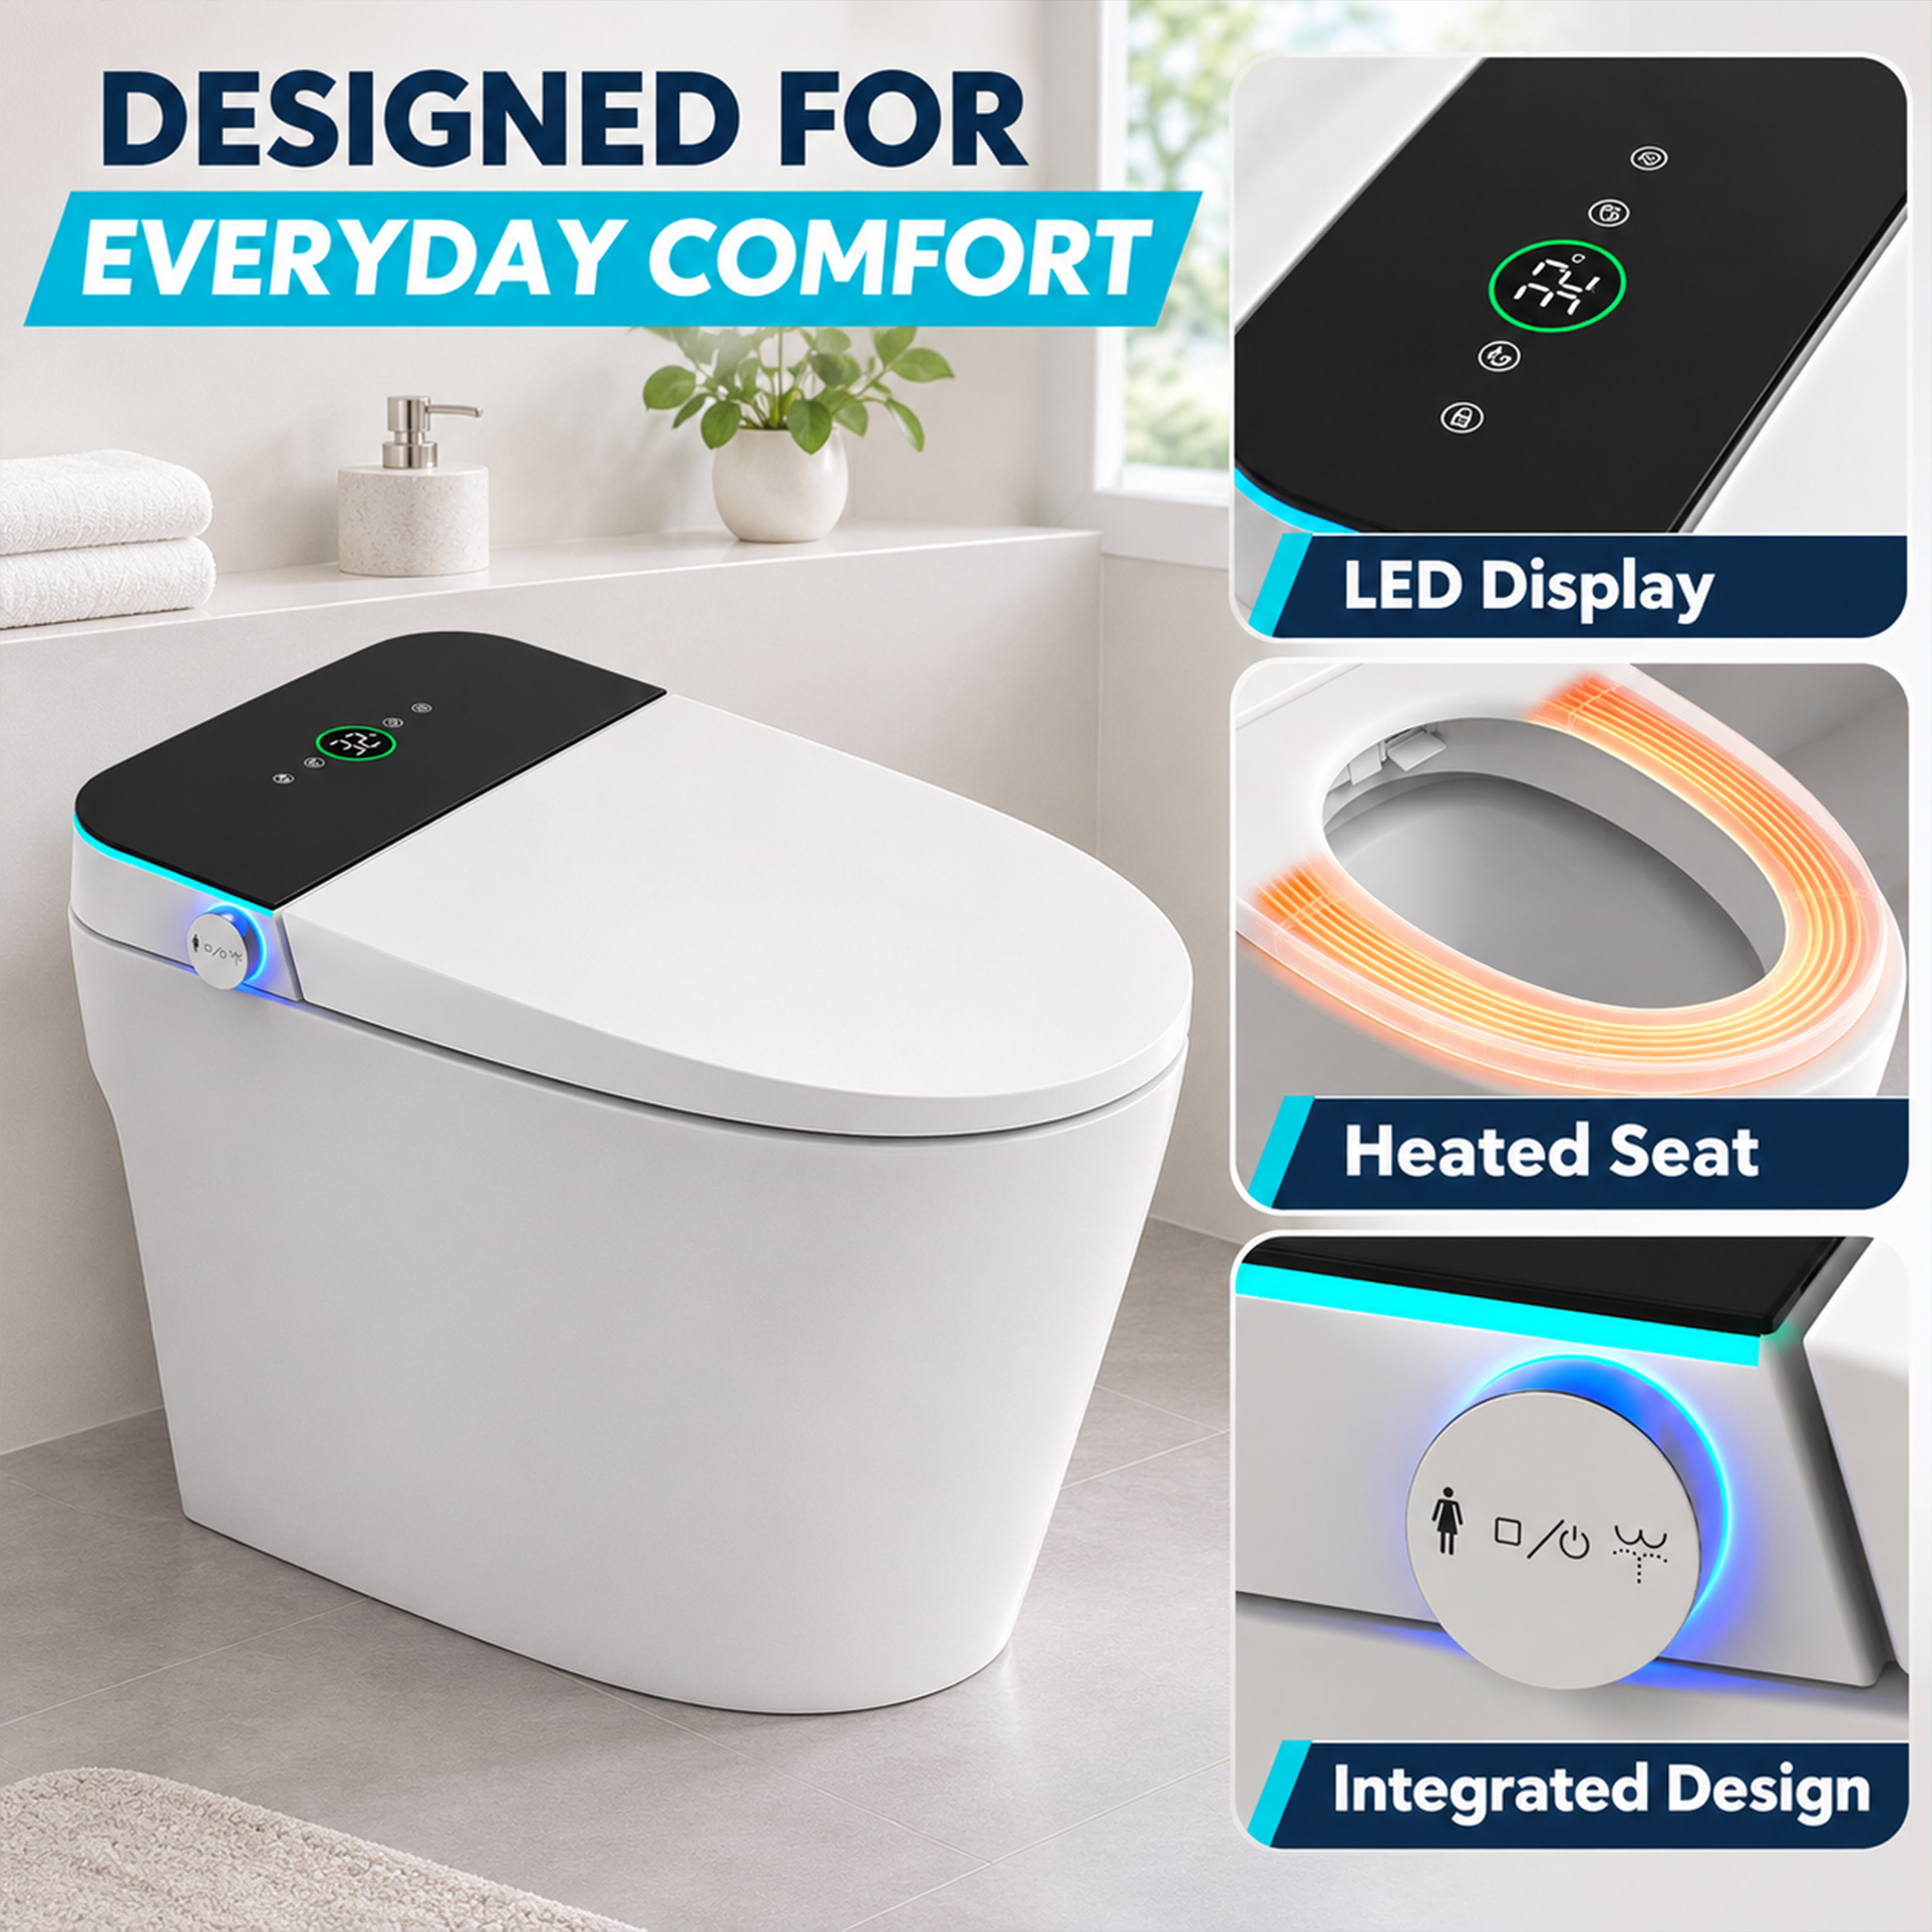 DESIGNED FOR
EVERYDAY COMFORT
LED Display
Heated Seat
Integrated Design